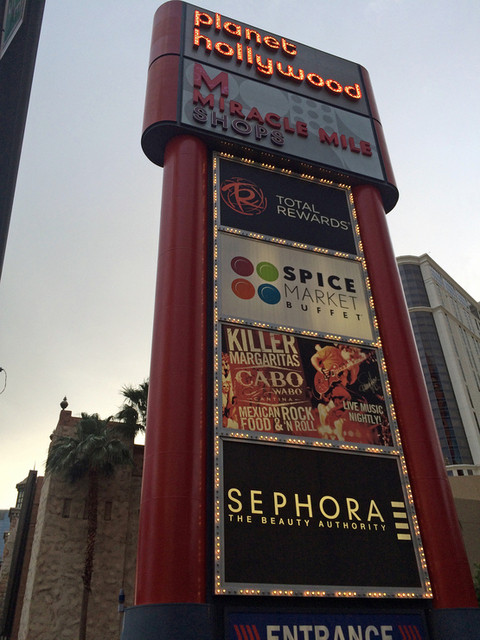 planet
hollywood
M
MIRACLE MILE
SHOPS
R
TOTAL
REWARDS
SPICE
MARKET
BUFFET
KILLER
MARGARITAS
CABO
WABO
CANTINA
MEXICAN ROCK
FOOD & 'N ROLL
LIVE MUSIC
NIGHTLY!
SEPHORA
THE BEAUTY AUTHORITY
ENTRANCE